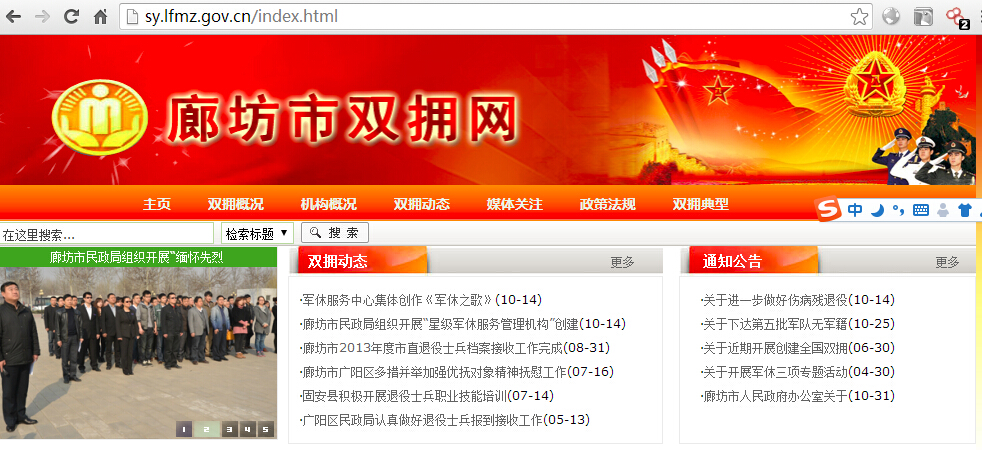 sy.lfmz.gov.cn/index.html
2
廊坊市双拥网
主页 双拥概况 机构概况 双拥动态 媒体关注 政策法规 双拥典型
中
在这里搜索... 检索标题 搜 索
廊坊市民政局组织开展“缅怀先烈
1 2 3 4 5
双拥动态 更多
·军休服务中心集体创作《军休之歌》(10-14)
·廊坊市民政局组织开展“星级军休服务管理机构”创建(10-14)
·廊坊市2013年度市直退役士兵档案接收工作完成(08-31)
·廊坊市广阳区多措并举加强优抚对象精神抚慰工作(07-16)
·固安县积极开展退役士兵职业技能培训(07-14)
·广阳区民政局认真做好退役士兵报到接收工作(05-13)
通知公告 更多
·关于进一步做好伤病残退役(10-14)
·关于下达第五批军队无军籍(10-25)
·关于近期开展创建全国双拥(06-30)
·关于开展军休三项专题活动(04-30)
·廊坊市人民政府办公室关于(10-31)